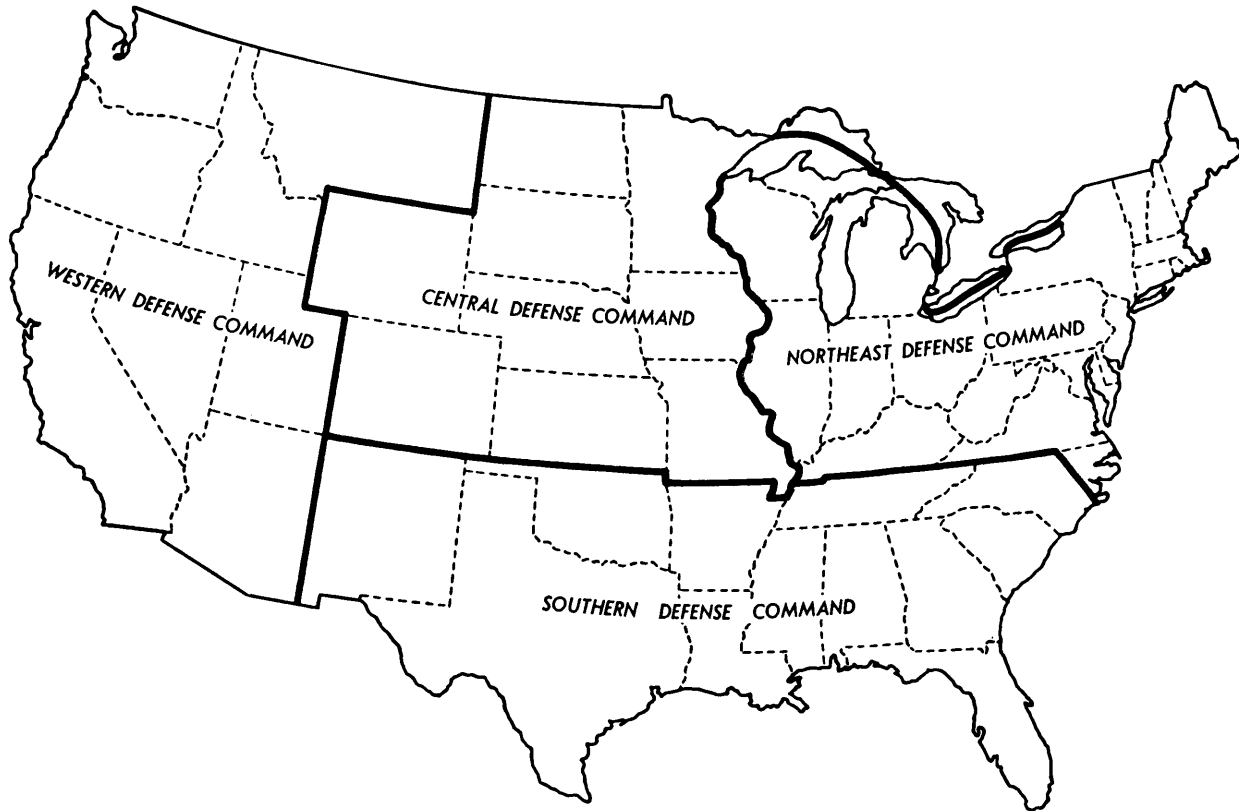 WESTERN DEFENSE COMMAND
CENTRAL DEFENSE COMMAND
NORTHEAST DEFENSE COMMAND
SOUTHERN DEFENSE COMMAND